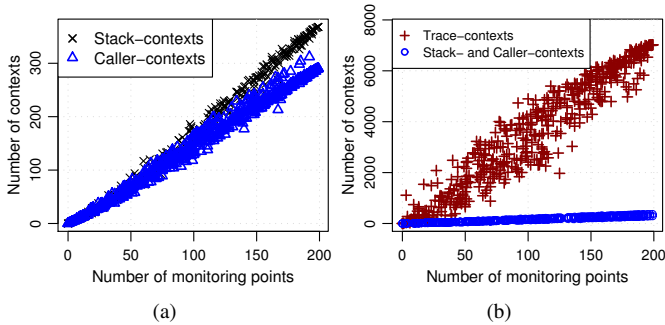 Stack−contexts
Caller−contexts
Number of contexts
0
100
200
300
0
50
100
150
200
Number of monitoring points
(a)
Trace−contexts
Stack− and Caller−contexts
Number of contexts
0
2000
4000
6000
8000
0
50
100
150
200
Number of monitoring points
(b)